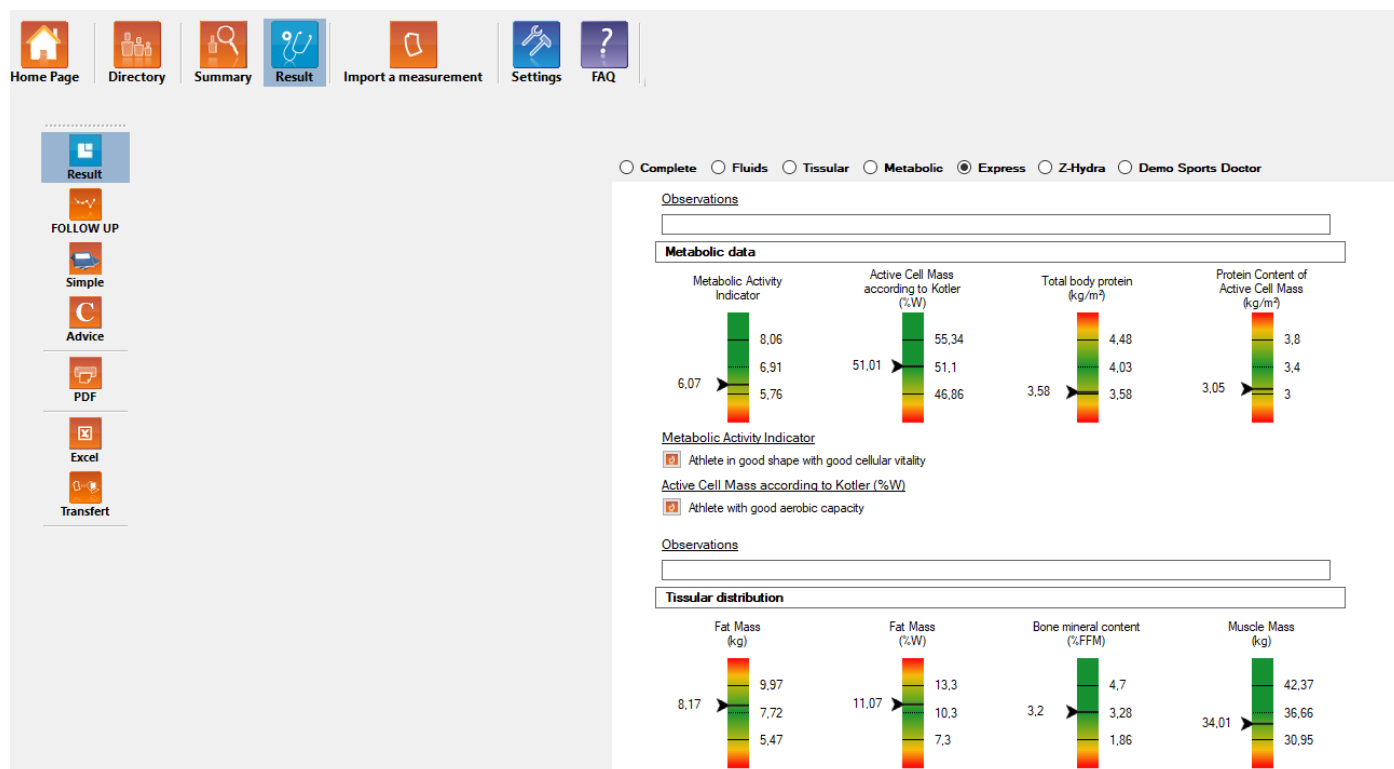 Home Page
Directory
Summary
Result
Import a measurement
Settings
?
FAQ
Result
FOLLOW UP
Simple
C
Advice
PDF
X
Excel
Transfert
Complete Fluids Tissular Metabolic Express Z-Hydra Demo Sports Doctor
Observations
Metabolic data
Metabolic Activity
Indicator
8,06
6,91
6,07
5,76
Active Cell Mass
according to Kotler
(%W)
55,34
51,01
51,1
46,86
Total body protein
(kg/m²)
4,48
4,03
3,58
3,58
Protein Content of
Active Cell Mass
(kg/m²)
3,8
3,4
3,05
3
Metabolic Activity Indicator
Athlete in good shape with good cellular vitality
Active Cell Mass according to Kotler (%W)
Athlete with good aerobic capacity
Observations
Tissular distribution
Fat Mass
(kg)
9,97
8,17
7,72
5,47
Fat Mass
(%W)
13,3
11,07
10,3
7,3
Bone mineral content
(%FFM)
4,7
3,2
3,28
1,86
Muscle Mass
(kg)
42,37
36,66
34,01
30,95